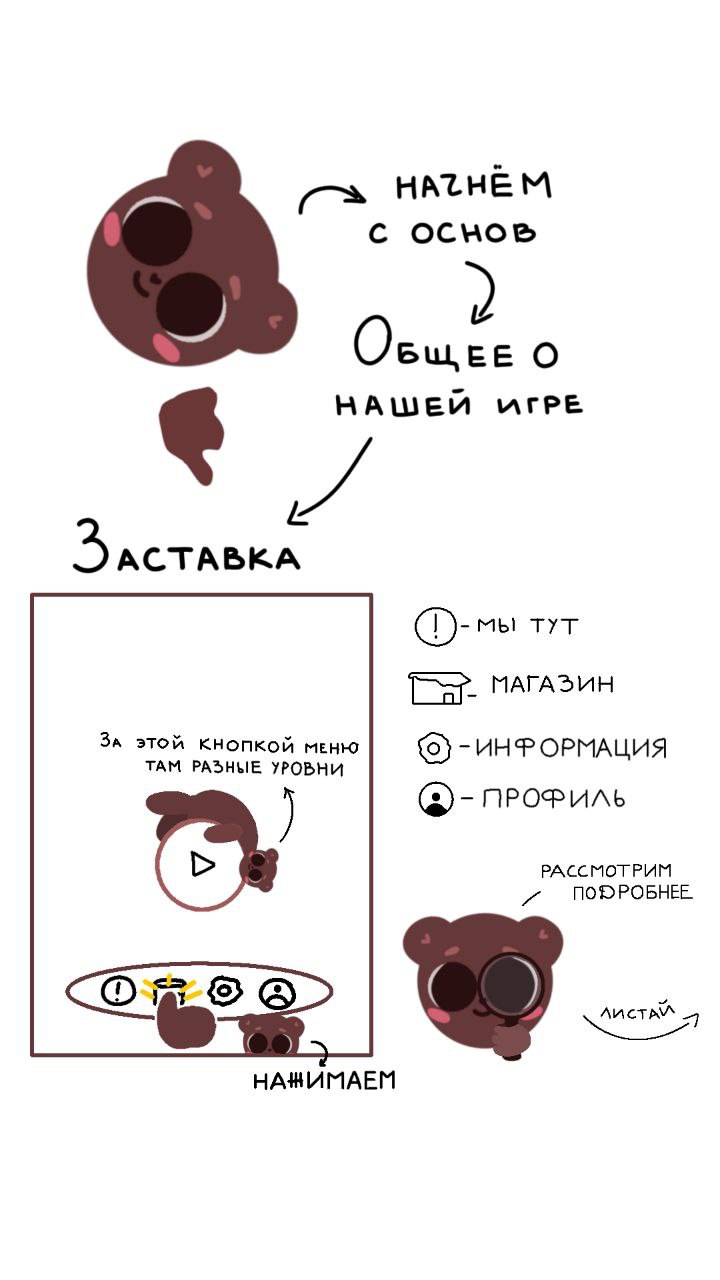 НАЧНЁМ
С ОСНОВ
ОБЩЕЕ О
НАШЕЙ ИГРЕ
ЗАСТАВКА
ЗА ЭТОЙ КНОПКОЙ МЕНЮ
ТАМ РАЗНЫЕ УРОВНИ
! - МЫ ТУТ
- МАГАЗИН
- ИНФОРМАЦИЯ
- ПРОФИЛЬ
РАССМОТРИМ
ПОДРОБНЕЕ
ЛИСТАЙ
!
НАЖИМАЕМ